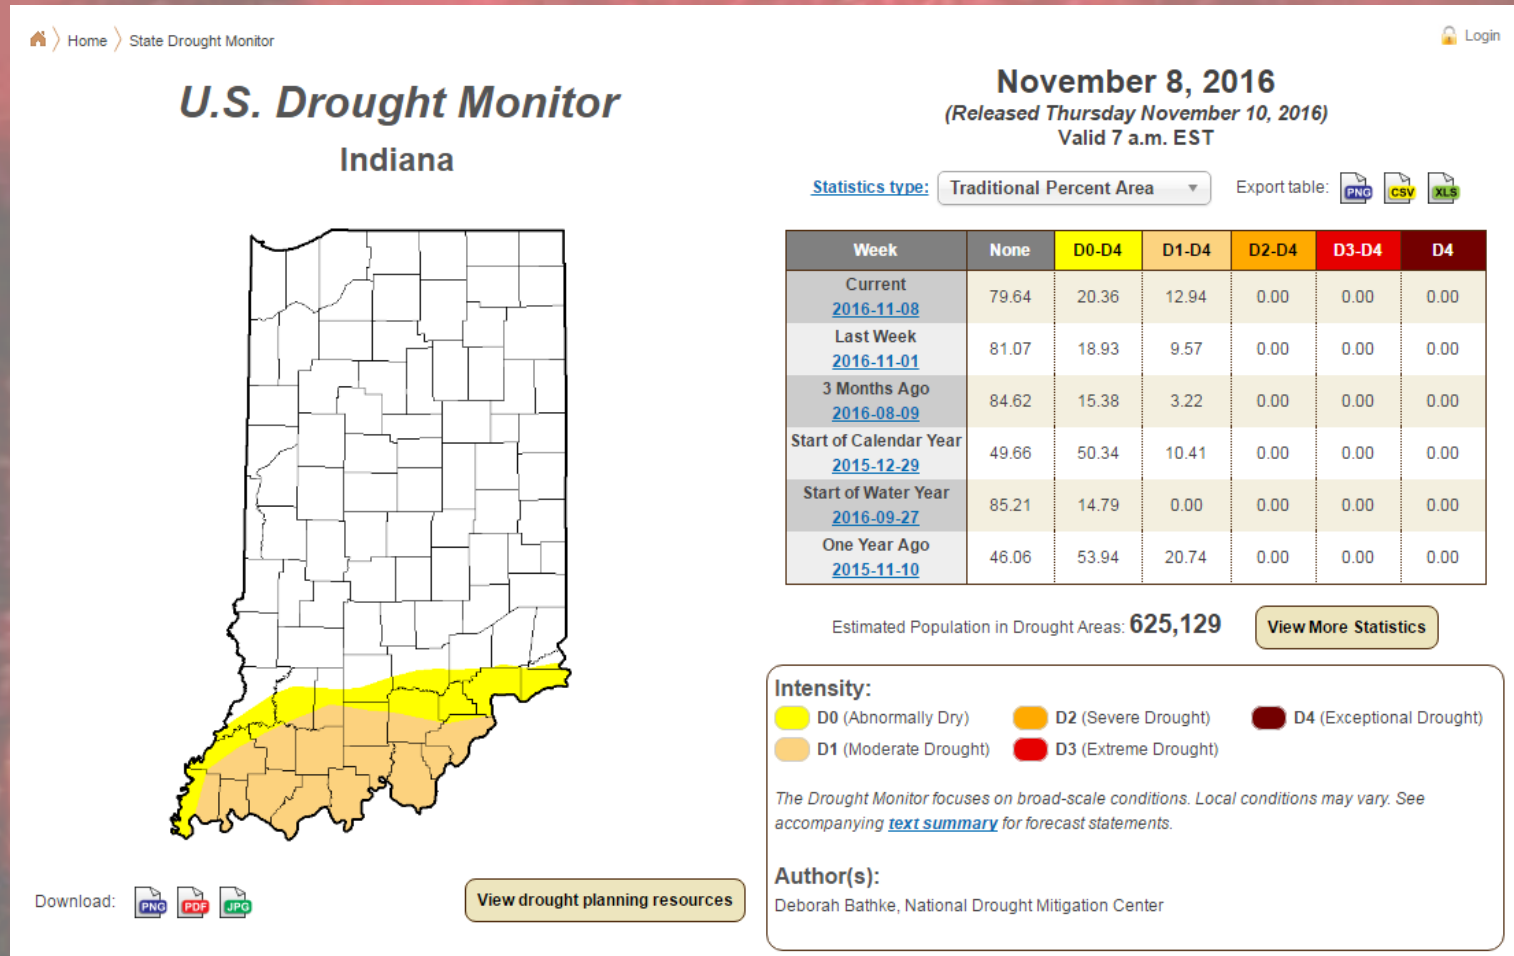 Home State Drought Monitor
Login
U.S. Drought Monitor
Indiana
November 8, 2016
(Released Thursday November 10, 2016)
Valid 7 a.m. EST
Statistics type: Traditional Percent Area Export table: PNG CSV XLS
Week None D0-D4 D1-D4 D2-D4 D3-D4 D4
Current
2016-11-08 79.64 20.36 12.94 0.00 0.00 0.00
Last Week
2016-11-01 81.07 18.93 9.57 0.00 0.00 0.00
3 Months Ago
2016-08-09 84.62 15.38 3.22 0.00 0.00 0.00
Start of Calendar Year
2015-12-29 49.66 50.34 10.41 0.00 0.00 0.00
Start of Water Year
2016-09-27 85.21 14.79 0.00 0.00 0.00 0.00
One Year Ago
2015-11-10 46.06 53.94 20.74 0.00 0.00 0.00
Estimated Population in Drought Areas: 625,129 View More Statistics
Intensity:
D0 (Abnormally Dry) D2 (Severe Drought) D4 (Exceptional Drought)
D1 (Moderate Drought) D3 (Extreme Drought)
The Drought Monitor focuses on broad-scale conditions. Local conditions may vary. See
accompanying text summary for forecast statements.
Author(s):
Deborah Bathke, National Drought Mitigation Center
Download: PNG PDF JPG
View drought planning resources